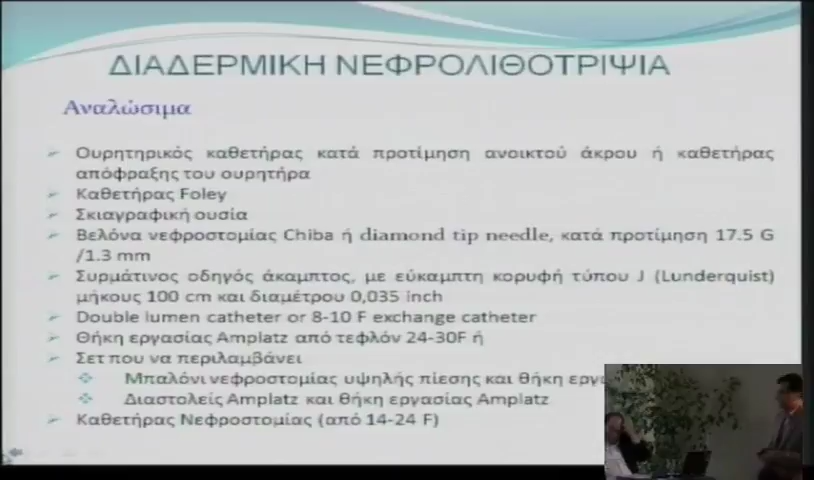 ΔΙΑΔΕΡΜΙΚΗ ΝΕΦΡΟΛΙΘΟΤΡΙΨΙΑ
Αναλώσιμα
Ουρητηρικός καθετήρας κατά προτίμηση ανοικτού άκρου ή καθετήρας
απόφραξης του ουρητήρα
Καθετήρας Foley
Σκιαγραφική ουσία
Βελόνα νεφροστομίας Chiba ή diamond tip needle, κατά προτίμηση 17.5 G
/1.3 mm
Συρμάτινος οδηγός άκαμπτος, με εύκαμπτη κορυφή τύπου J (Lunderquist)
μήκους 100 cm και διαμέτρου 0,035 inch
Double lumen catheter or 8-10 F exchange catheter
Θήκη εργασίας Amplatz από τεφλόν 24-30F ή
Σετ που να περιλαμβάνει
Μπαλόνι νεφροστομίας υψηλής πίεσης και θήκη
Διαστολείς Amplatz και θήκη εργασίας Amplatz
Καθετήρας Νεφροστομίας (από 14-24 F)